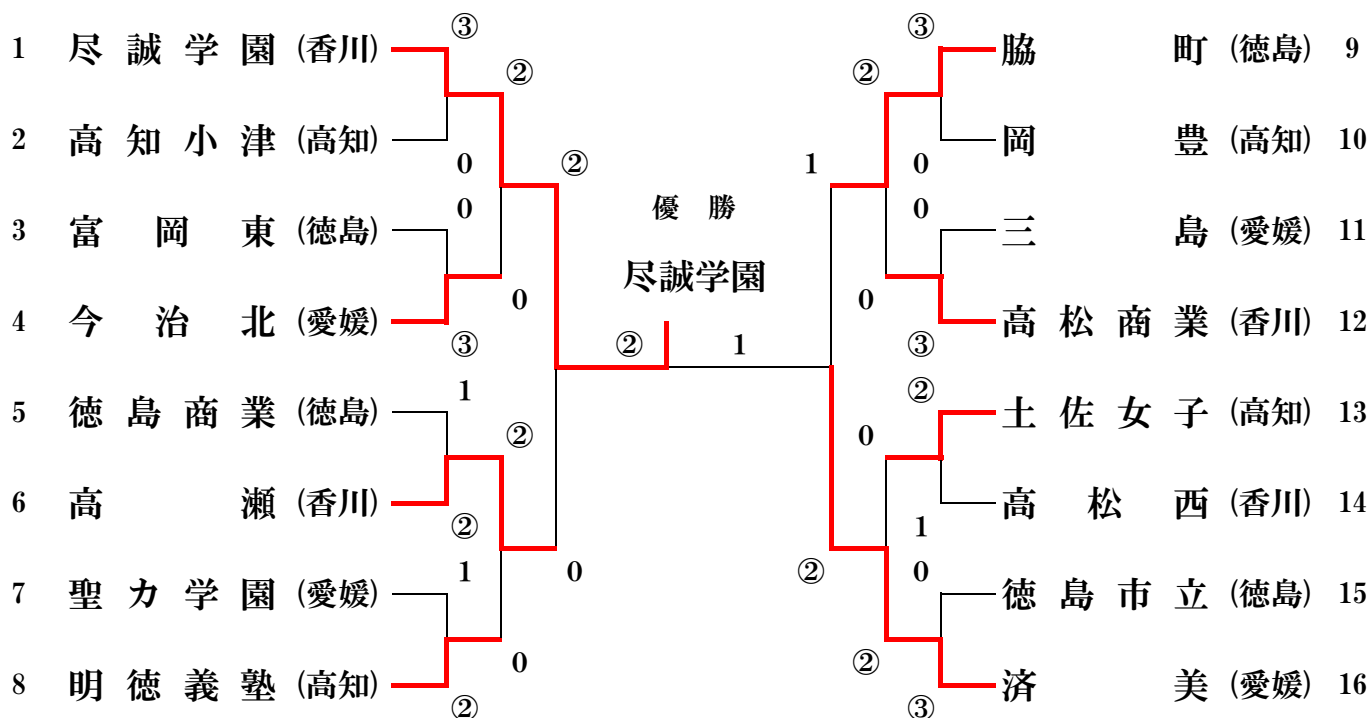 1 尽誠学園 (香川)
2 高知小津 (高知)
3 富岡東 (徳島)
4 今治北 (愛媛)
5 徳島商業 (徳島)
6 高瀬 (香川)
7 聖カ学園 (愛媛)
8 明徳義塾 (高知)
③
0
0
③
1
②
1
②
②
0
②
0
②
0
優勝
尽誠学園
②
1
1
②
②
0
0
②
③
0
0
③
②
1
0
③
脇町 (徳島) 9
岡豊 (高知) 10
三島 (愛媛) 11
高松商業 (香川) 12
土佐女子 (高知) 13
高松西 (香川) 14
徳島市立 (徳島) 15
済美 (愛媛) 16